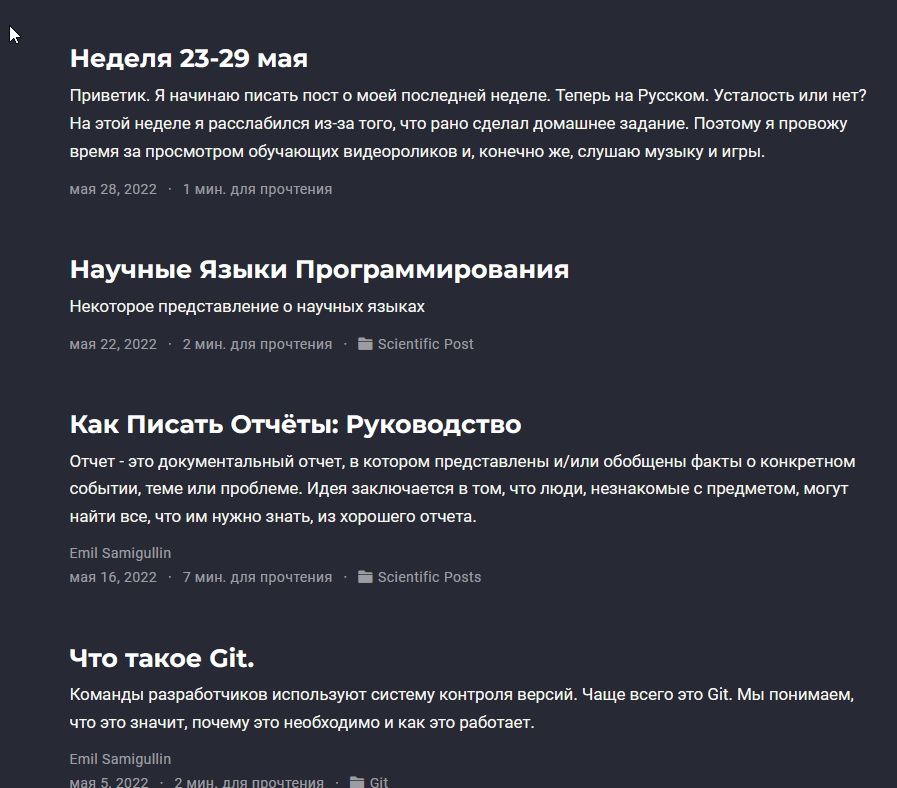 Неделя 23-29 мая
Приветик. Я начинаю писать пост о моей последней неделе. Теперь на Русском. Усталость или нет?
На этой неделе я расслабился из-за того, что рано сделал домашнее задание. Поэтому я провожу
время за просмотром обучающих видеороликов и, конечно же, слушаю музыку и игры.
мая 28, 2022 · 1 мин. для прочтения
Научные Языки Программирования
Некоторое представление о научных языках
мая 22, 2022 · 2 мин. для прочтения · Scientific Post
Как Писать Отчёты: Руководство
Отчет - это документальный отчет, в котором представлены и/или обобщены факты о конкретном
событии, теме или проблеме. Идея заключается в том, что люди, незнакомые с предметом, могут
найти все, что им нужно знать, из хорошего отчета.
Emil Samigullin
мая 16, 2022 · 7 мин. для прочтения · Scientific Posts
Что такое Git.
Команды разработчиков используют систему контроля версий. Чаще всего это Git. Мы понимаем,
что это значит, почему это необходимо и как это работает.
Emil Samigullin
мая 5, 2022 · 2 мин. для прочтения · Git